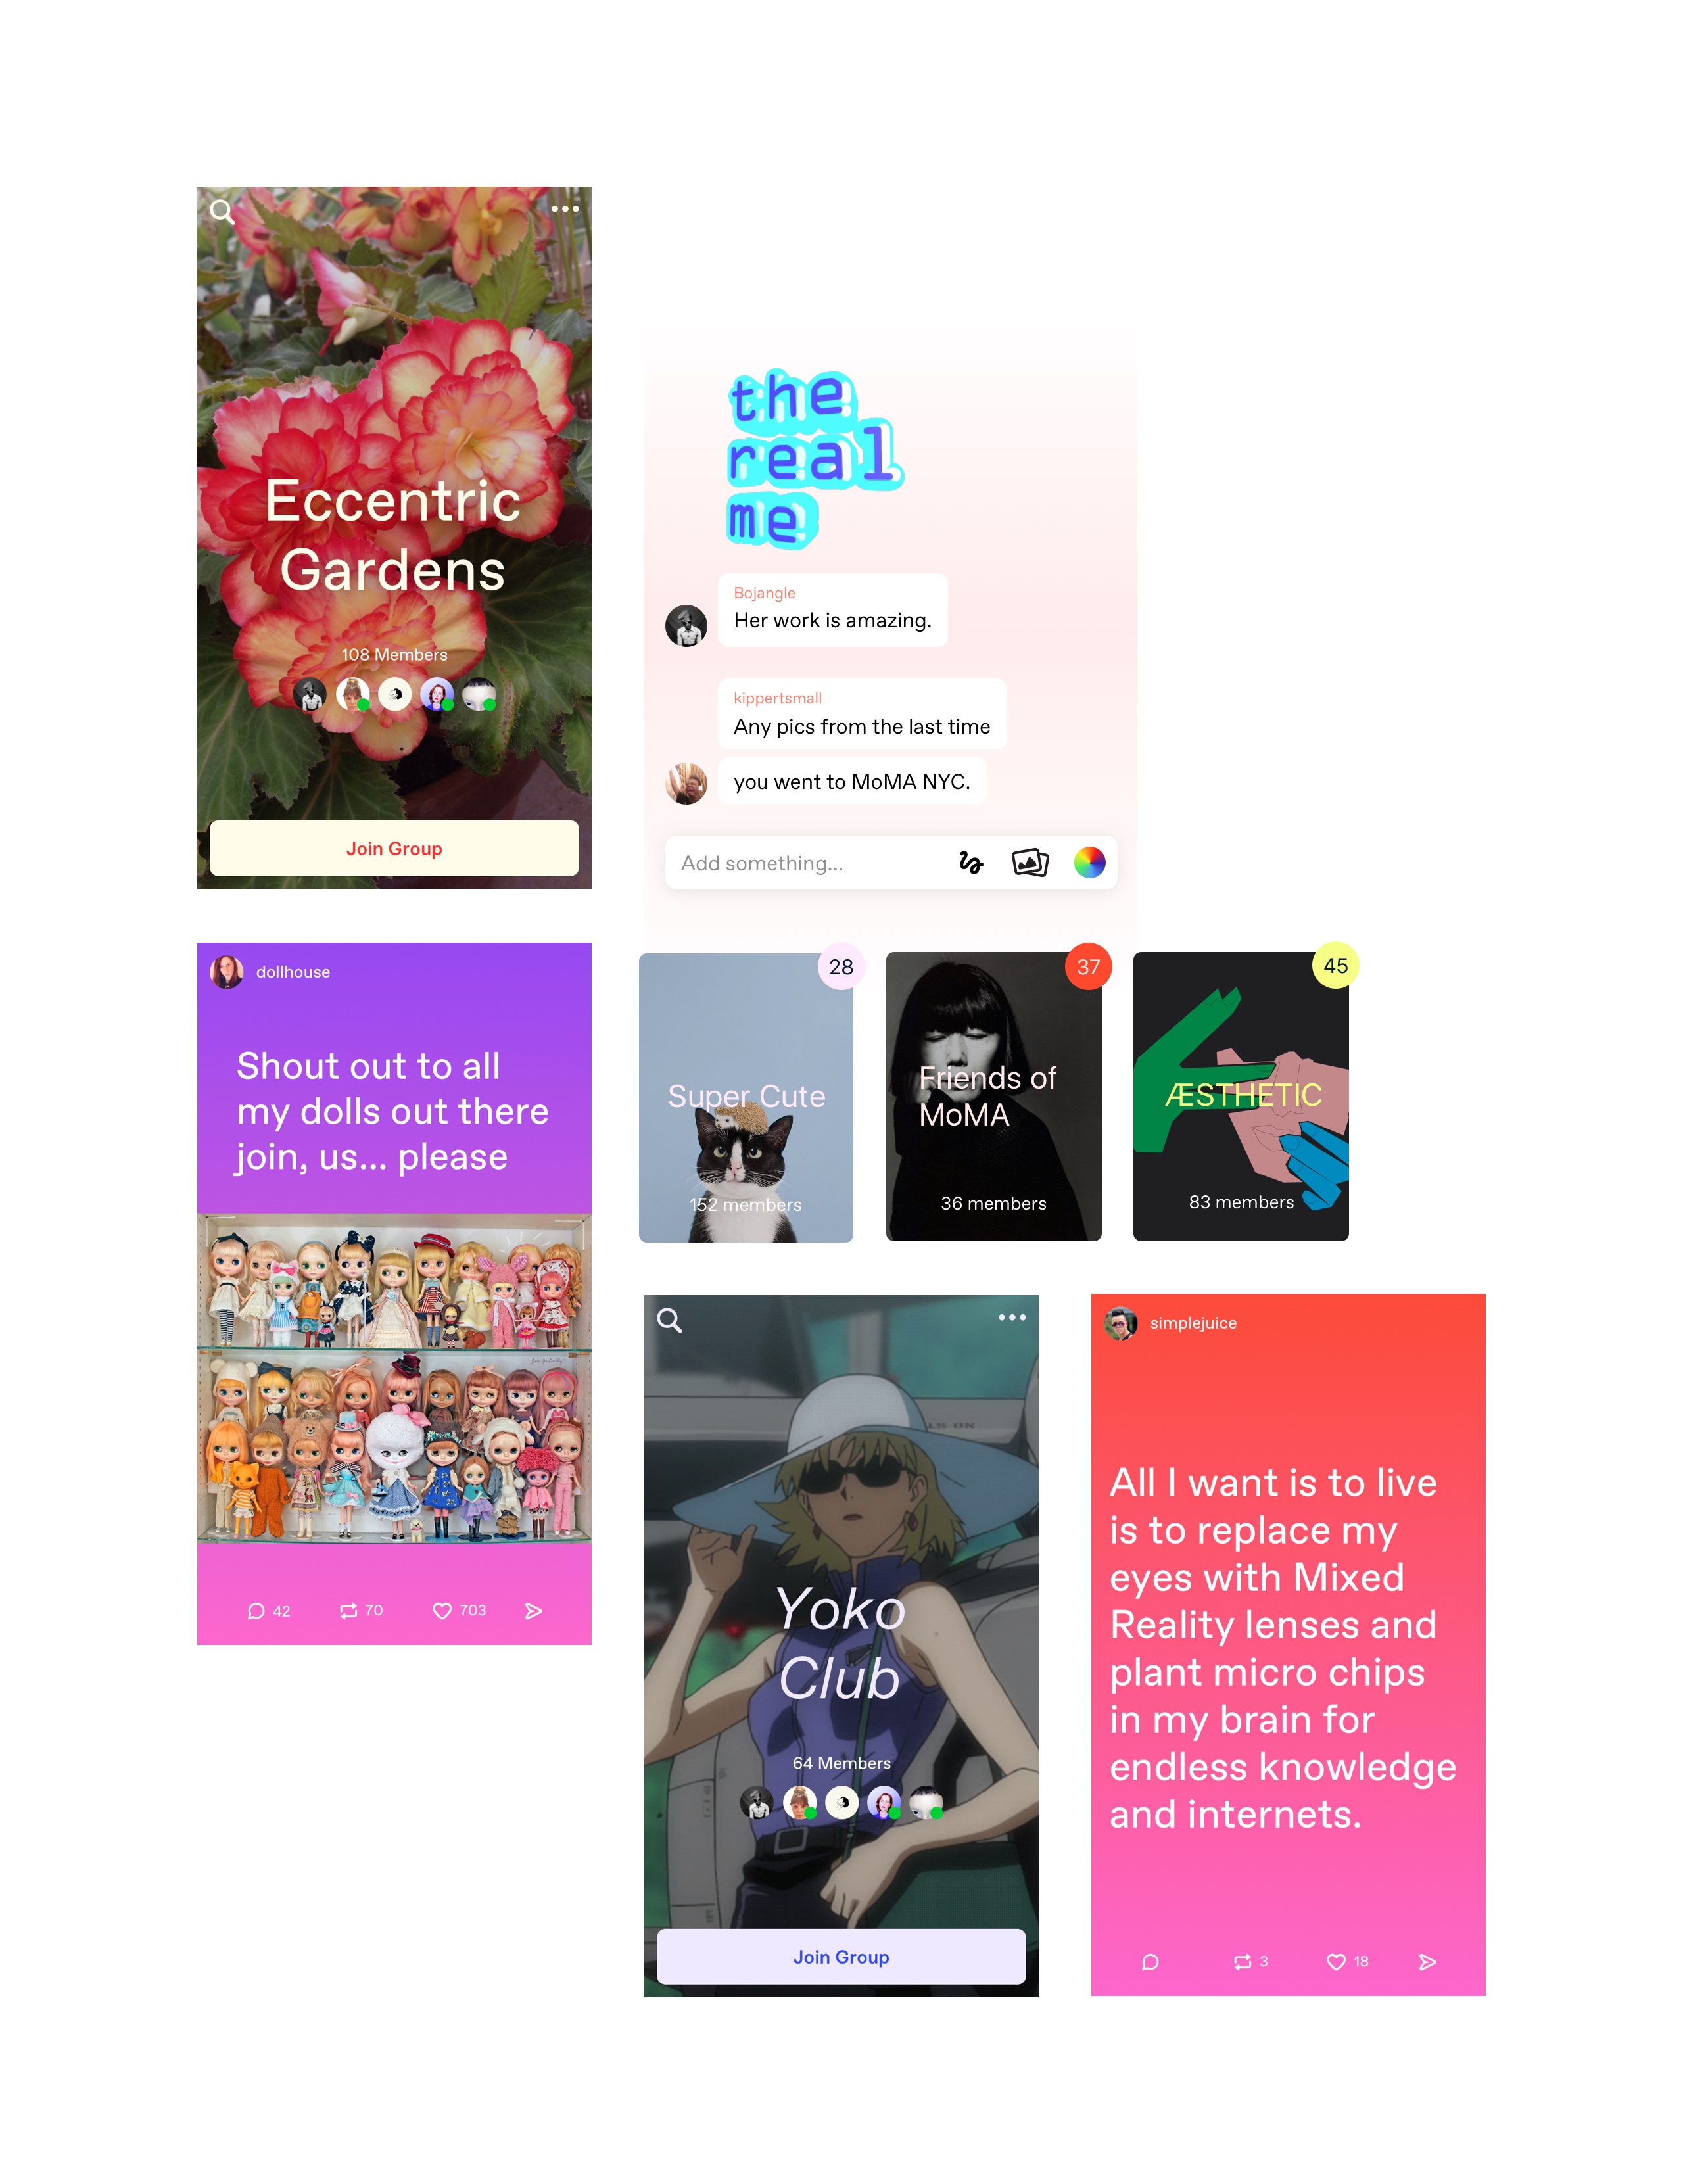 Eccentric
Gardens
108 Members
Join Group
the
real
me
Bojangle
Her work is amazing.
kippertsmall
Any pics from the last time
you went to MoMA NYC.
Add something...
dollhouse
Shout out to all
my dolls out there
join, us... please
42 70 703
28
Super Cute
152 members
37
Friends of
MoMA
36 members
45
ÆSTHETIC
83 members
LS ON
Yoko
Club
64 Members
Join Group
simplejuice
All I want is to live
is to replace my
eyes with Mixed
Reality lenses and
plant micro chips
in my brain for
endless knowledge
and internets.
3 18